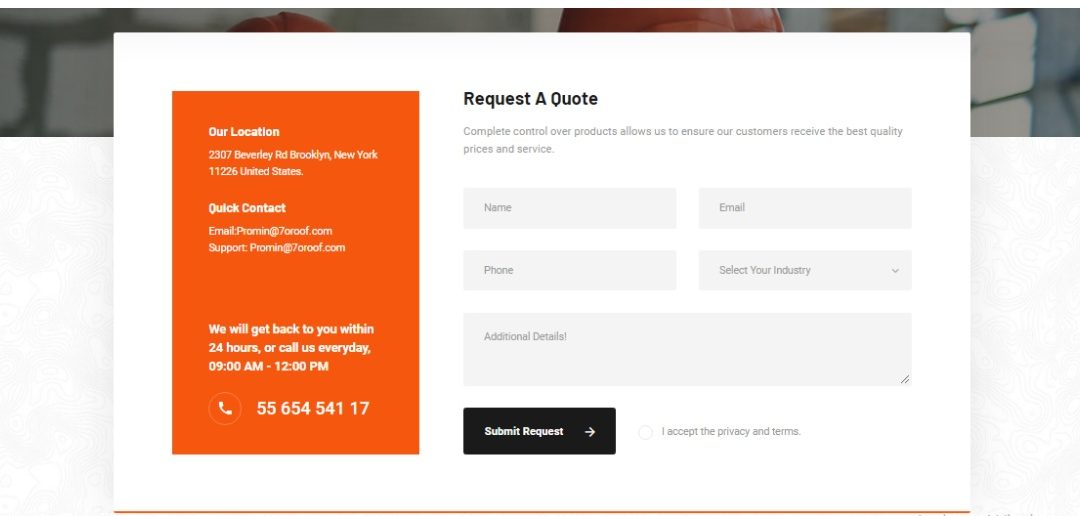 Our Location
2307 Beverley Rd Brooklyn, New York
11226 United States.
Quick Contact
Email:Promin@7oroof.com
Support: Promin@7oroof.com
We will get back to you within
24 hours, or call us everyday,
09:00 AM - 12:00 PM
55 654 541 17
Request A Quote
Complete control over products allows us to ensure our customers receive the best quality
prices and service.
Name
Email
Phone
Select Your Industry
Additional Details!
Submit Request
I accept the privacy and terms.